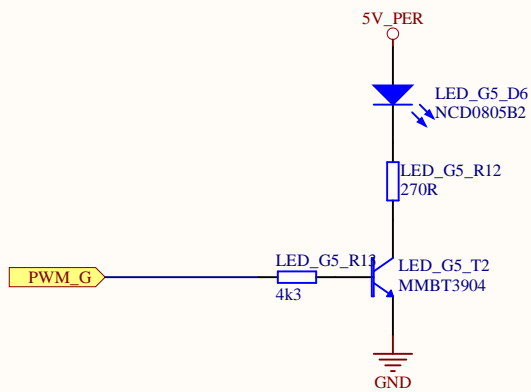 5V_PER
LED_G5_D6
NCD0805B2
LED_G5_R12
270R
LED_G5_R13
4k3
LED_G5_T2
MMBT3904
PWM_G
GND